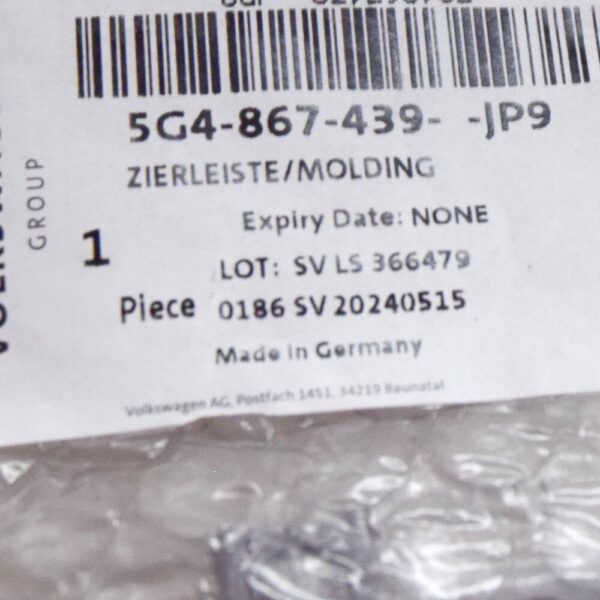 5G4-867-439- -JP9
ZIERLEISTE/MOLDING
Expiry Date: NONE
1
LOT: SV LS 366479
Piece 0186 SV 20240515
Made in Germany
Volkswagen AG, Postfach 1451, 34219 Baunatal
GROUP